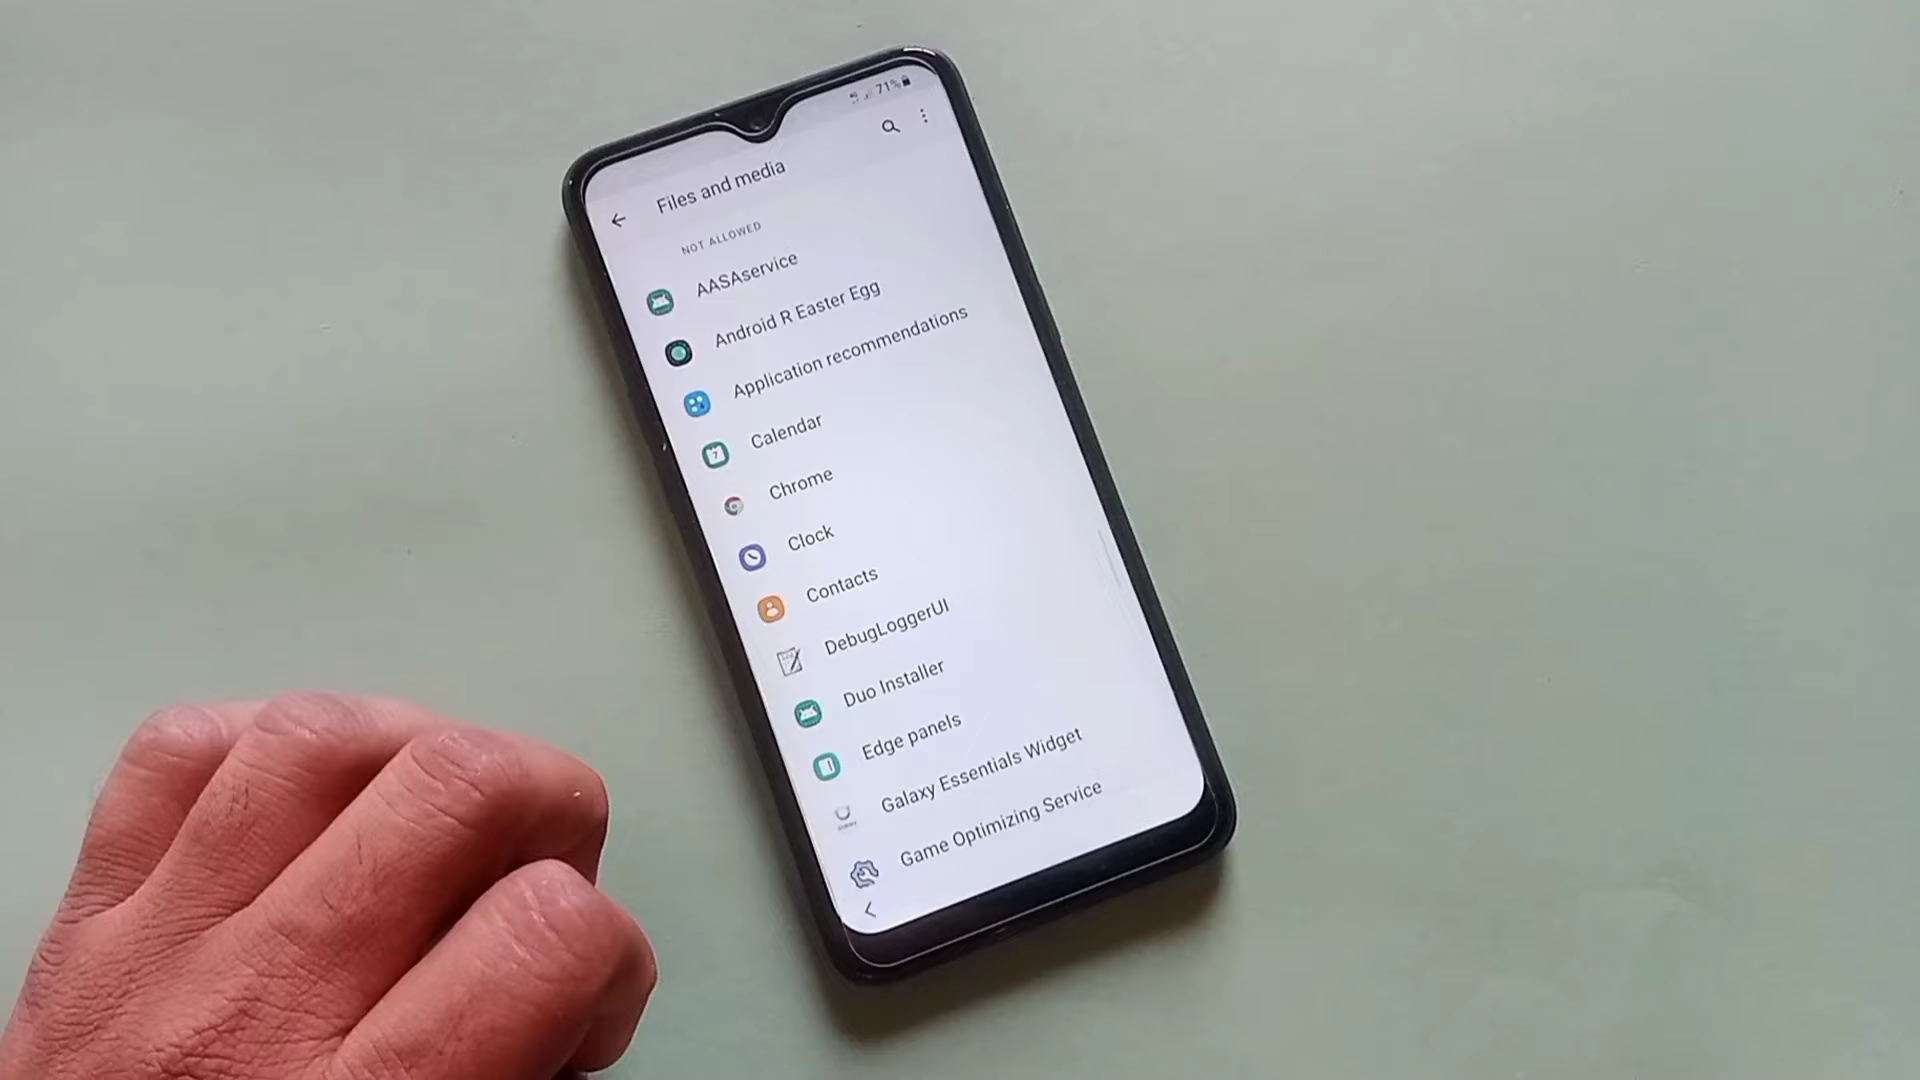 71%
Files and media
NOT ALLOWED
AASAservice
Android R Easter Egg
Application recommendations
Calendar
Chrome
Clock
Contacts
DebugLoggerUI
Duo Installer
Edge panels
Galaxy Essentials Widget
Game Optimizing Service